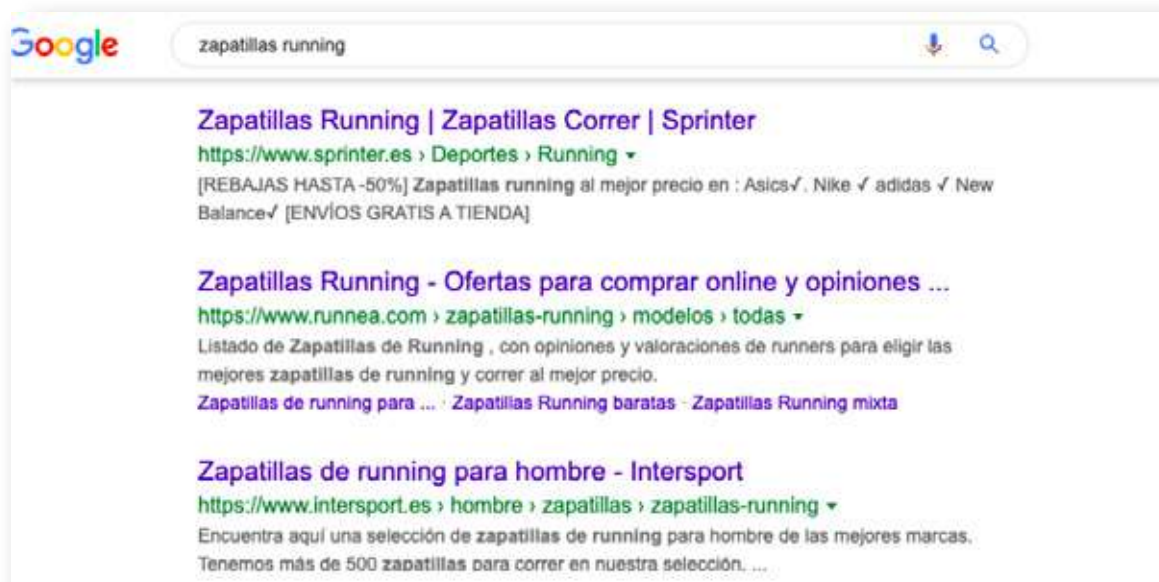 Google
zapatillas running
Zapatillas Running | Zapatillas Correr | Sprinter
https://www.sprinter.es › Deportes › Running
[REBAJAS HASTA -50%] Zapatillas running al mejor precio en : Asics√. Nike √ adidas √ New
Balance√ [ENVÍOS GRATIS A TIENDA]
Zapatillas Running - Ofertas para comprar online y opiniones ...
https://www.runnea.com › zapatillas-running › modelos › todas
Listado de Zapatillas de Running , con opiniones y valoraciones de runners para eligir las
mejores zapatillas de running y correr al mejor precio.
Zapatillas de running para ... · Zapatillas Running baratas · Zapatillas Running mixta
Zapatillas de running para hombre - Intersport
https://www.intersport.es › hombre › zapatillas › zapatillas-running
Encuentra aquí una selección de zapatillas de running para hombre de las mejores marcas.
Tenemos más de 500 zapatillas para correr en nuestra selección. ...